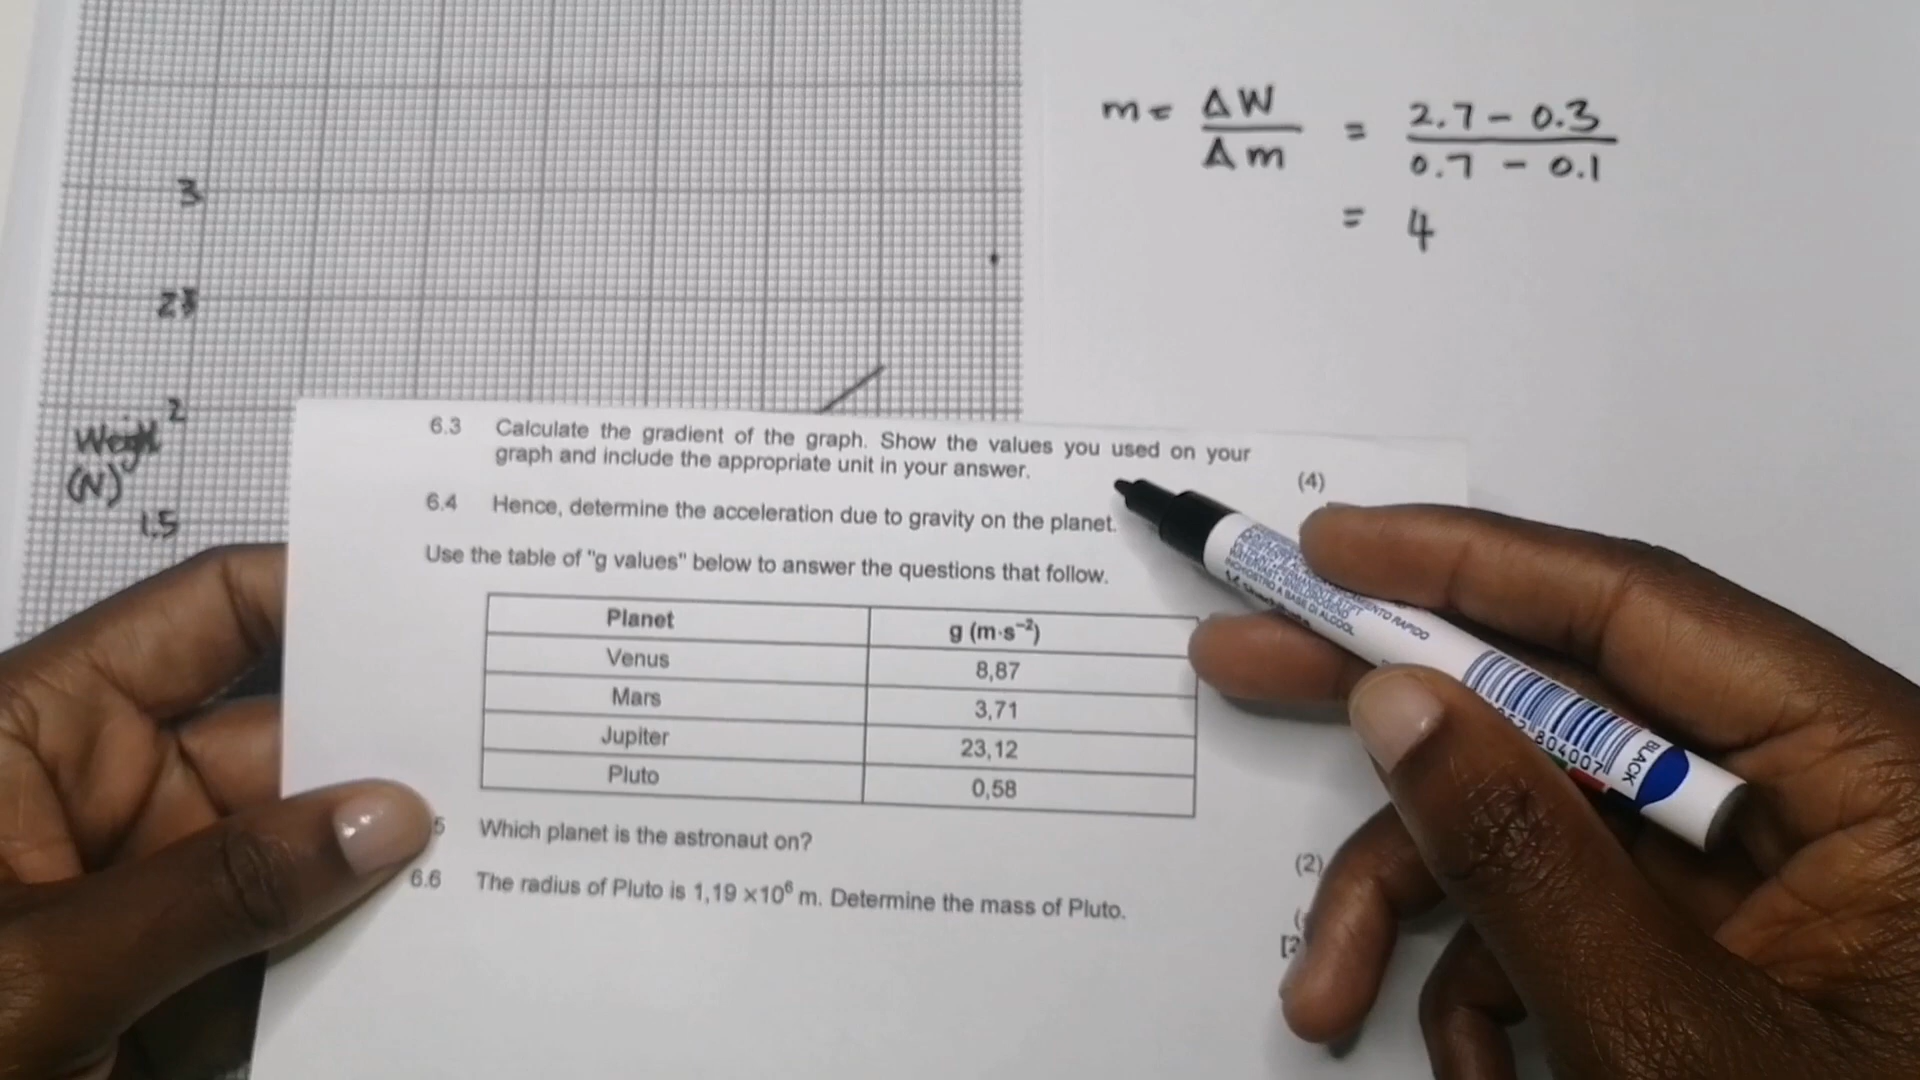 m = ΔW / Δm = 2.7 - 0.3 / 0.7 - 0.1
= 4
3
2
Weight
(N)
1.5
6.3 Calculate the gradient of the graph. Show the values you used on your
graph and include the appropriate unit in your answer. (4)
6.4 Hence, determine the acceleration due to gravity on the planet.
Use the table of "g values" below to answer the questions that follow.
Planet g (m·s⁻²)
Venus 8,87
Mars 3,71
Jupiter 23,12
Pluto 0,58
5 Which planet is the astronaut on? (2)
6.6 The radius of Pluto is 1,19 ×10⁶ m. Determine the mass of Pluto.
[2
INCHIOSTRO A BASE DI ALCOOL
804007
BLACK